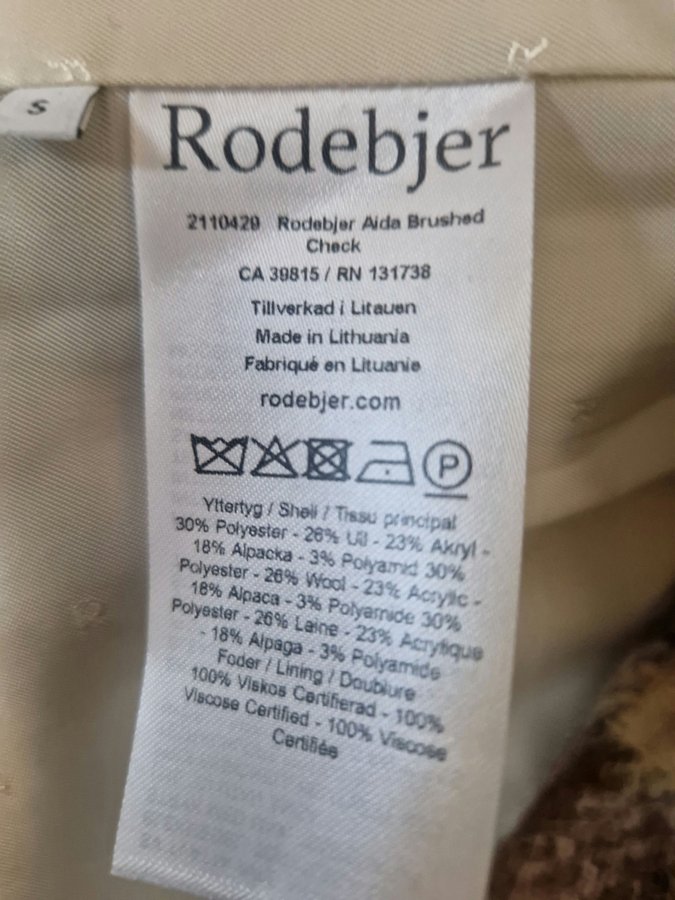 S
Rodebjer
2110429 Rodebjer Aida Brushed
Check
CA 39815 / RN 131738
Tillverkad i Litauen
Made in Lithuania
Fabriqué en Lituanie
rodebjer.com
P
Yttertyg / Shell / Tissu principal
30% Polyester - 26% Ull - 23% Akryl -
18% Alpacka - 3% Polyamid 30%
Polyester - 26% Wool - 23% Acrylic -
18% Alpaca - 3% Polyamide 30%
Polyester - 26% Laine - 23% Acrylique
- 18% Alpaga - 3% Polyamide
Foder / Lining / Doublure
100% Viskos Certifierad - 100%
Viscose Certified - 100% Viscose
Certifiée